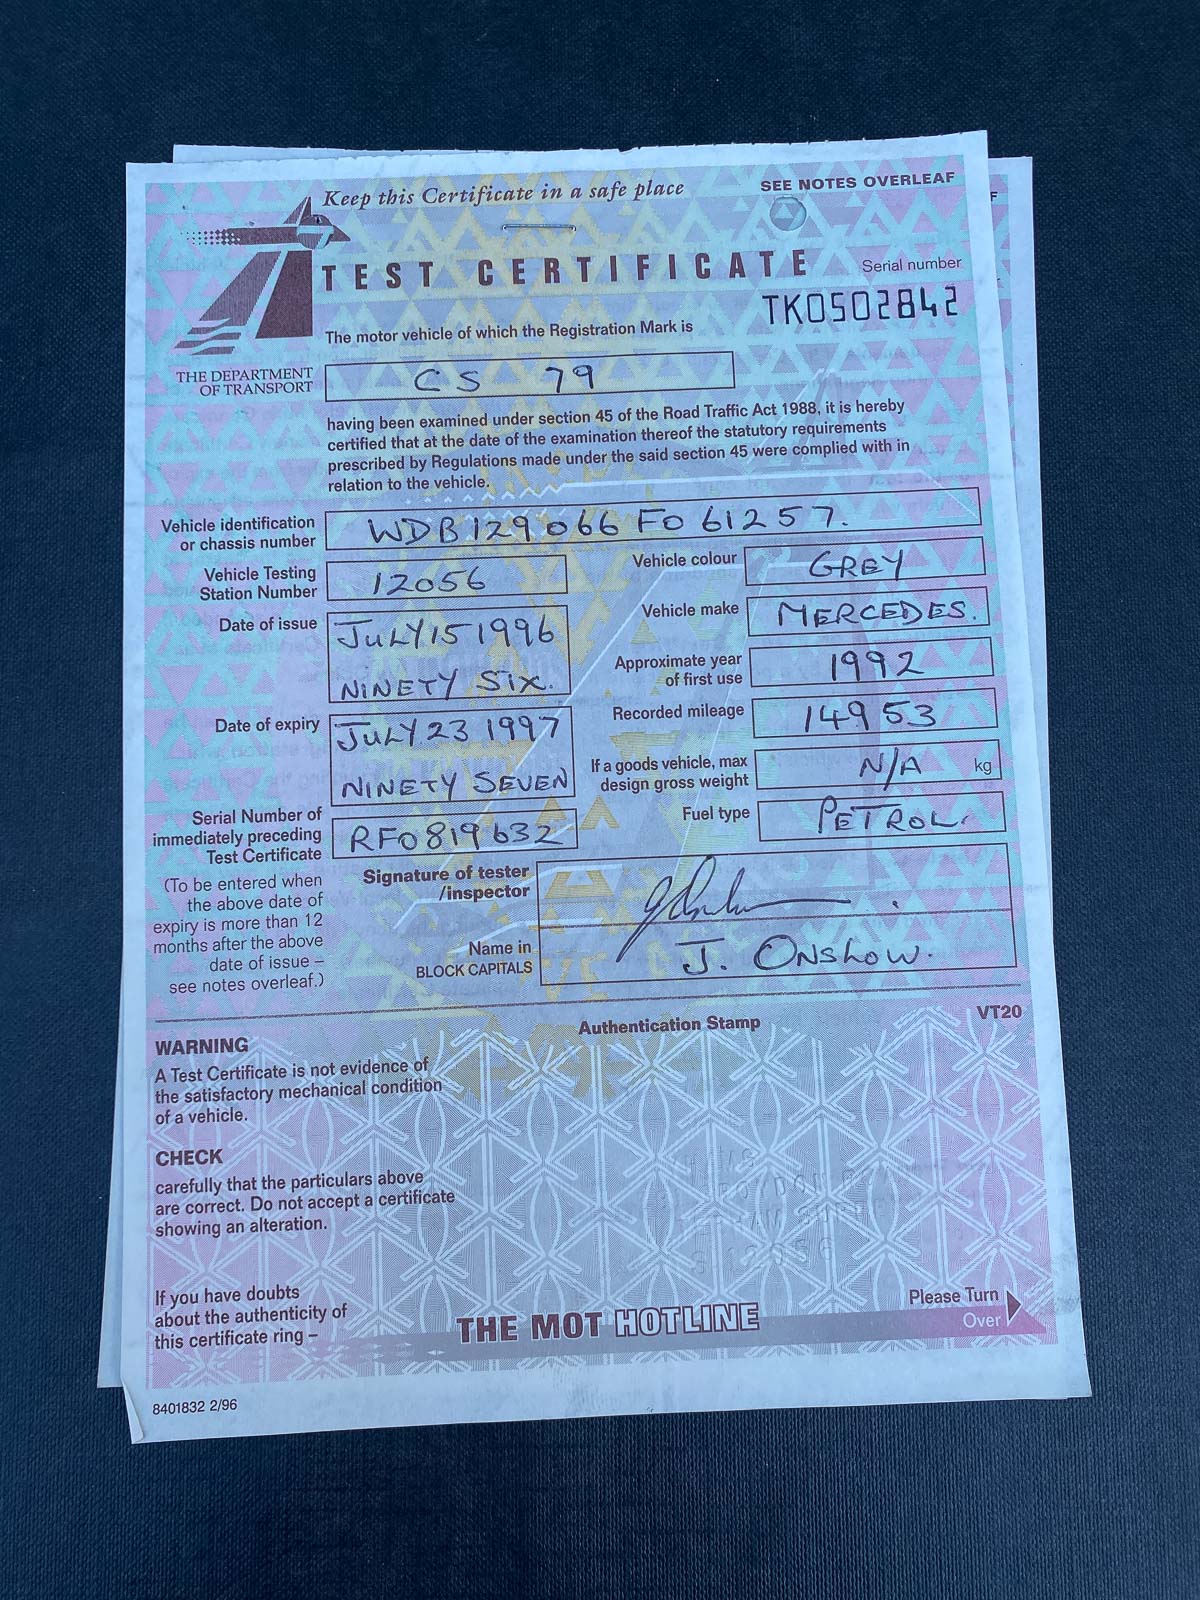 Keep this Certificate in a safe place
SEE NOTES OVERLEAF
TEST CERTIFICATE
Serial number
TK0502842
The motor vehicle of which the Registration Mark is
THE DEPARTMENT
OF TRANSPORT
CS 79
having been examined under section 45 of the Road Traffic Act 1988, it is hereby
certified that at the date of the examination thereof the statutory requirements
prescribed by Regulations made under the said section 45 were complied with in
relation to the vehicle.
Vehicle identification
or chassis number
WDB129066F061257.
Vehicle Testing
Station Number
12056
Vehicle colour
GREY
Date of issue
JULY 15 1996
NINETY SIX.
Vehicle make
MERCEDES.
Approximate year
of first use
1992
Date of expiry
JULY 23 1997
NINETY SEVEN
Recorded mileage
14953
If a goods vehicle, max
design gross weight
N/A kg
Serial Number of
immediately preceding
Test Certificate
RF0819632
Fuel type
PETROL.
(To be entered when
the above date of
expiry is more than 12
months after the above
date of issue –
see notes overleaf.)
Signature of tester
/inspector
Name in
BLOCK CAPITALS
J. ONSLOW.
VT20
Authentication Stamp
WARNING
A Test Certificate is not evidence of
the satisfactory mechanical condition
of a vehicle.
CHECK
carefully that the particulars above
are correct. Do not accept a certificate
showing an alteration.
If you have doubts
about the authenticity of
this certificate ring –
THE MOT HOTLINE
Please Turn
Over
8401832 2/96